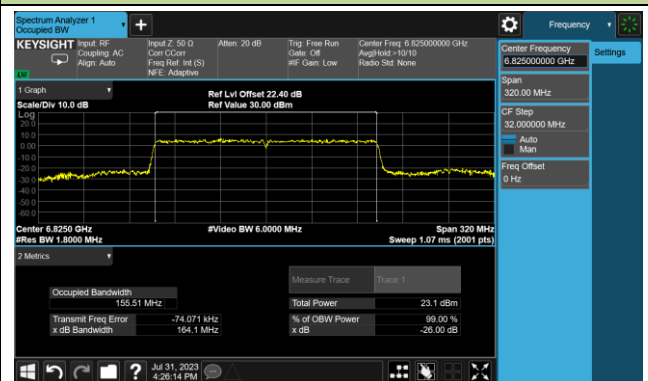 Spectrum Analyzer 1
Occupied BW
Frequency
KEYSIGHT
Input: RF
Coupling: AC
Align: Auto
Input Z: 50 Ω
Corr CCorr
Freq Ref: Int (S)
NFE: Adaptive
Atten: 20 dB
Trig: Free Run
Gate: Off
#IF Gain: Low
Center Freq: 6.825000000 GHz
Avg|Hold:>10/10
Radio Std: None
LXI
1 Graph
Scale/Div 10.0 dB
Ref Lvl Offset 22.40 dB
Ref Value 30.00 dBm
Log
20.0
10.0
0.00
-10.0
-20.0
-30.0
-40.0
-50.0
-60.0
Center 6.8250 GHz
#Res BW 1.8000 MHz
#Video BW 6.0000 MHz
Span 320 MHz
Sweep 1.07 ms (2001 pts)
2 Metrics
Measure Trace
Trace 1
Occupied Bandwidth
155.51 MHz
Total Power
23.1 dBm
Transmit Freq Error
-74.071 kHz
% of OBW Power
99.00 %
x dB Bandwidth
164.1 MHz
x dB
-26.00 dB
Jul 31, 2023
4:26:14 PM
Center Frequency
6.825000000 GHz
Settings
Span
320.00 MHz
CF Step
32.000000 MHz
Auto
Man
Freq Offset
0 Hz